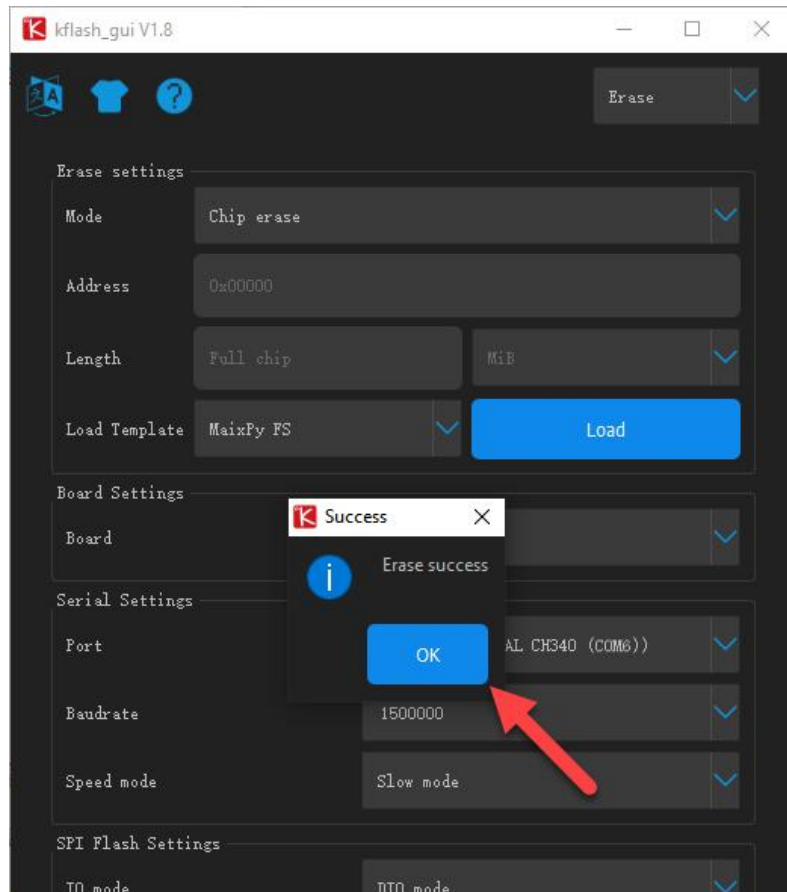 kflash_gui V1.8
Erase
Erase settings
Mode
Chip erase
Address
0x00000
Length
Full chip
MiB
Load Template
MaixPy FS
Load
Board Settings
Board
Success
Erase success
OK
Serial Settings
Port
AL CH340 (COM6))
Baudrate
1500000
Speed mode
Slow mode
SPI Flash Settings
IO mode
DIO mode